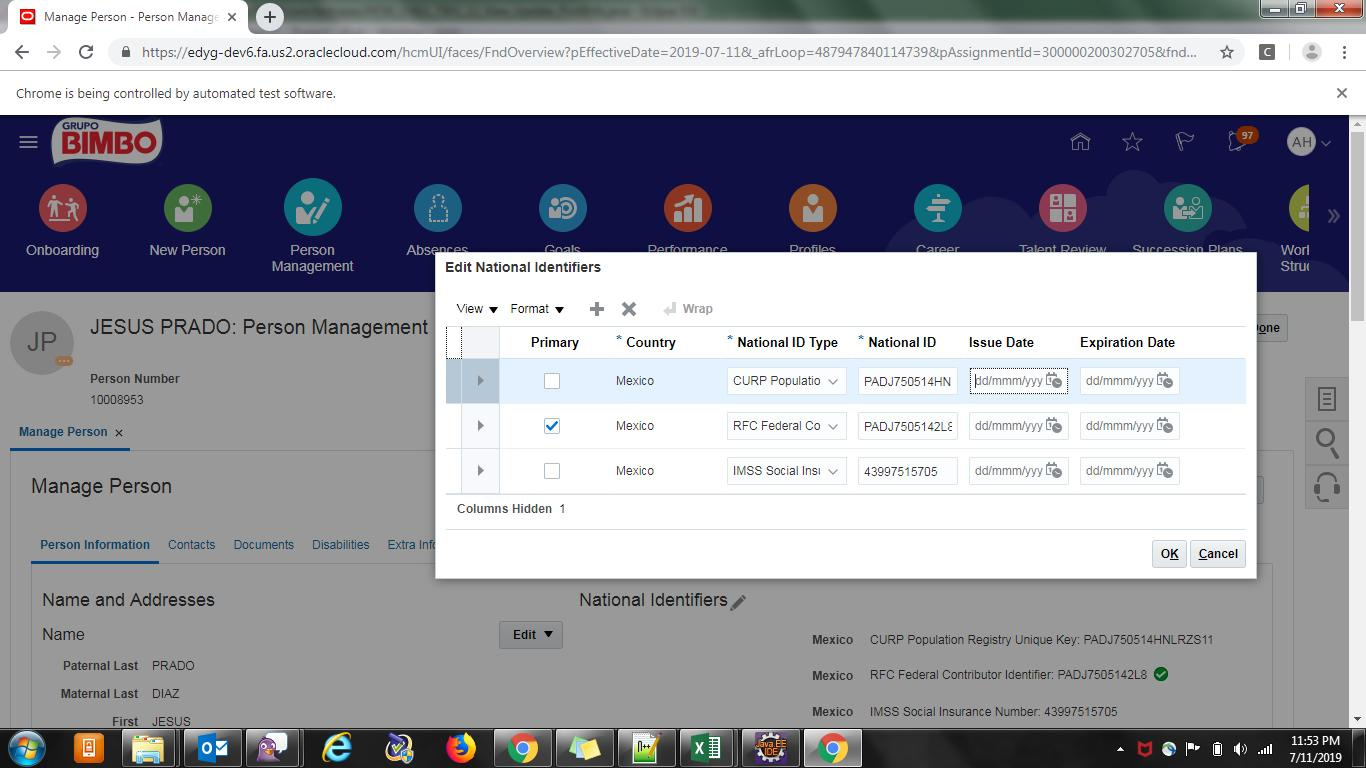 Manage Person - Person Manage
https://edyg-dev6.fa.us2.oraclecloud.com/hcmUI/faces/FndOverview?pEffectiveDate=2019-07-11&_afrLoop=487947840114739&pAssignmentId=300000200302705&fnd...
C
Chrome is being controlled by automated test software.
GRUPO
BIMBO
97
AH
Onboarding
New Person
Person
Management
Absences
Goals
Performance
Profiles
Career
Talent Review
Succession Plans
Edit National Identifiers
View
Format
Wrap
JP
JESUS PRADO: Person Management
Person Number
10008953
Primary
* Country
* National ID Type
* National ID
Issue Date
Expiration Date
Mexico
CURP Populatio
PADJ750514HN
dd/mmm/yyy
dd/mmm/yyy
Mexico
RFC Federal Co
PADJ7505142L8
dd/mmm/yyy
dd/mmm/yyy
Mexico
IMSS Social Insu
43997515705
dd/mmm/yyy
dd/mmm/yyy
Columns Hidden 1
OK
Cancel
Manage Person
Manage Person
Person Information
Contacts
Documents
Disabilities
Extra Info
Name and Addresses
National Identifiers
Name
Edit
Paternal Last PRADO
Maternal Last DIAZ
First JESUS
Mexico CURP Population Registry Unique Key: PADJ750514HNLRZS11
Mexico RFC Federal Contributor Identifier: PADJ7505142L8
Mexico IMSS Social Insurance Number: 43997515705
Java EE
IDE
11:53 PM
7/11/2019